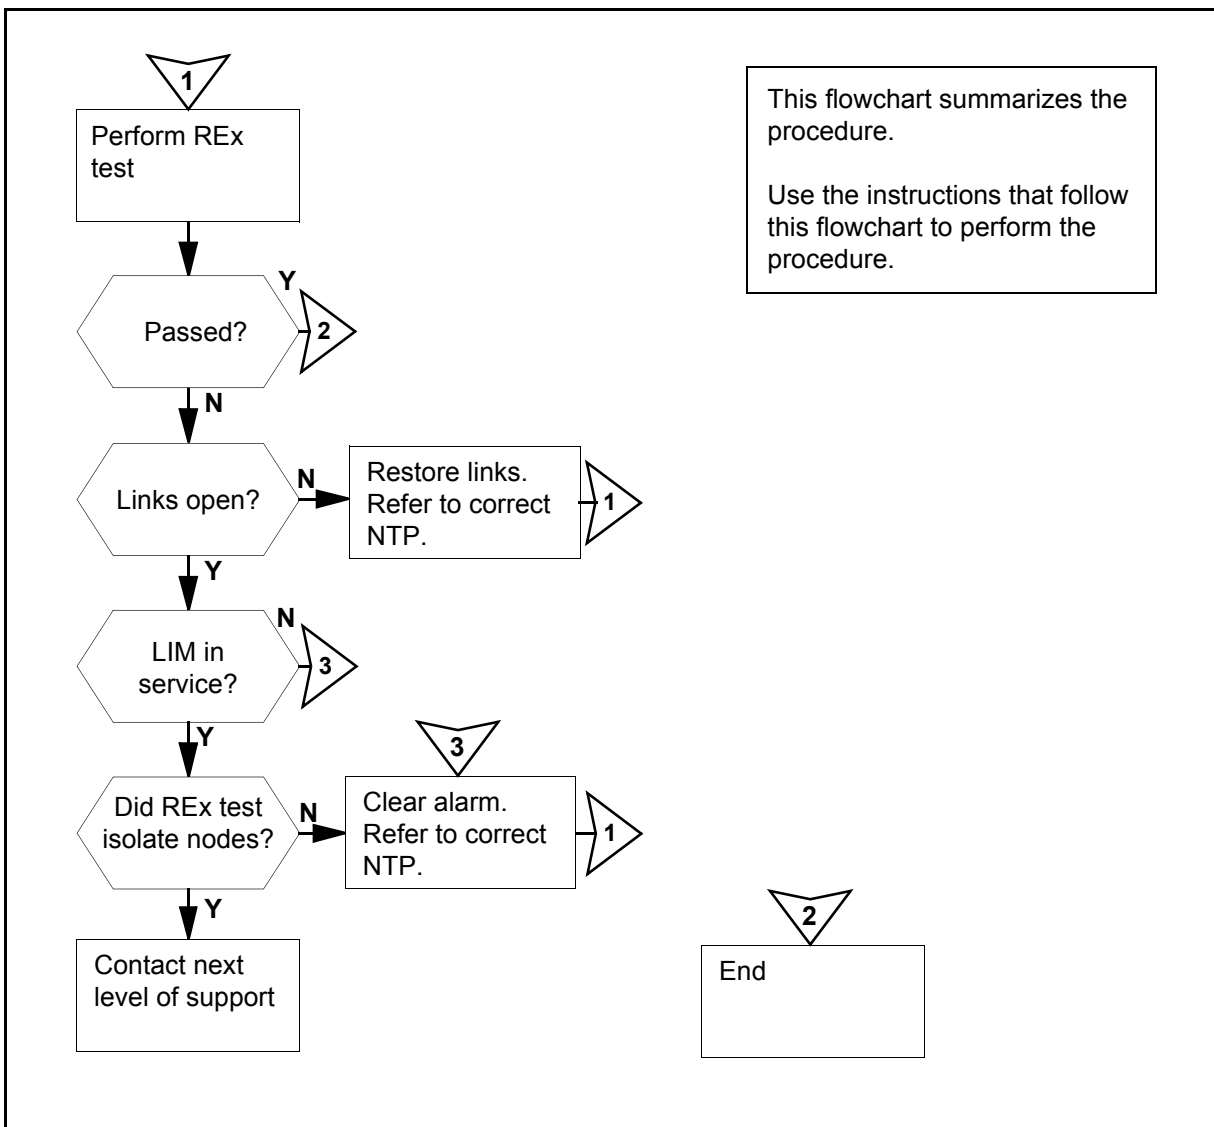 1
Perform REx
test
This flowchart summarizes the
procedure.
Use the instructions that follow
this flowchart to perform the
procedure.
Y
Passed?
2
N
Links open?
N
Restore links.
Refer to correct
NTP.
1
Y
N
LIM in
service?
3
Y
3
Did REx test
isolate nodes?
N
Clear alarm.
Refer to correct
NTP.
1
Y
Contact next
level of support
2
End